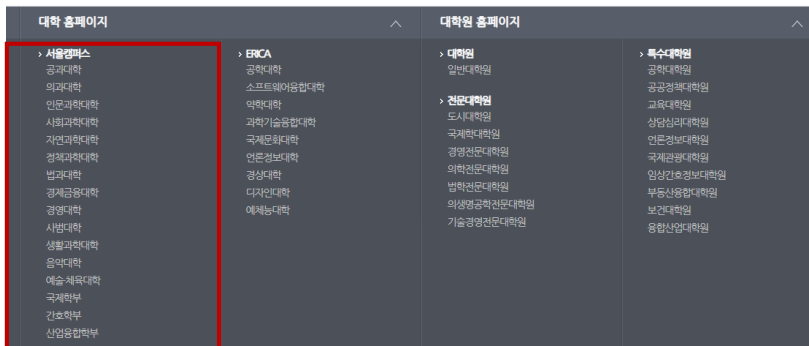 대학 홈페이지
› 서울캠퍼스
공과대학
의과대학
인문과학대학
사회과학대학
자연과학대학
정책과학대학
법과대학
경제금융대학
경영대학
사범대학
생활과학대학
음악대학
예술·체육대학
국제학부
간호학부
산업융합학부
› ERICA
공학대학
소프트웨어융합대학
약학대학
과학기술융합대학
국제문화대학
언론정보대학
경상대학
디자인대학
예체능대학
대학원 홈페이지
› 대학원
일반대학원
› 전문대학원
도시대학원
국제학대학원
경영전문대학원
의학전문대학원
법학전문대학원
의생명공학전문대학원
기술경영전문대학원
› 특수대학원
공학대학원
공공정책대학원
교육대학원
상담심리대학원
언론정보대학원
국제관광대학원
임상간호정보대학원
부동산융합대학원
보건대학원
융합산업대학원